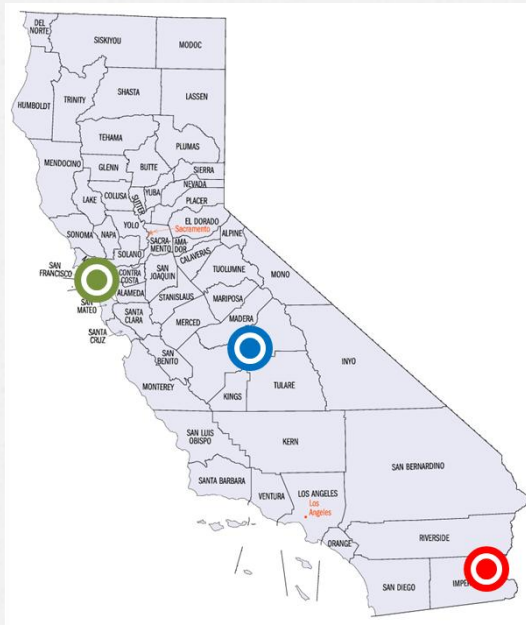 DEL
NORTE
SISKIYOU
MODOC
HUMBOLDT
TRINITY
SHASTA
LASSEN
TEHAMA
PLUMAS
MENDOCINO
GLENN
BUTTE
SIERRA
LAKE
COLUSA
SUTTER
YUBA
NEVADA
PLACER
SONOMA
NAPA
YOLO
EL DORADO
Sacramento
ALPINE
SACRA-
MENTO
AMA-
DOR
SOLANO
CALAVERAS
SAN
FRANCISCO
CONTRA
COSTA
SAN
JOAQUIN
TUOLUMNE
MONO
ALAMEDA
STANISLAUS
MARIPOSA
SAN
MATEO
SANTA
CLARA
MERCED
MADERA
SANTA
CRUZ
SAN
BENITO
INYO
MONTEREY
KINGS
TULARE
SAN LUIS
OBISPO
KERN
SAN BERNARDINO
SANTA BARBARA
VENTURA
LOS ANGELES
Los
Angeles
ORANGE
RIVERSIDE
SAN DIEGO